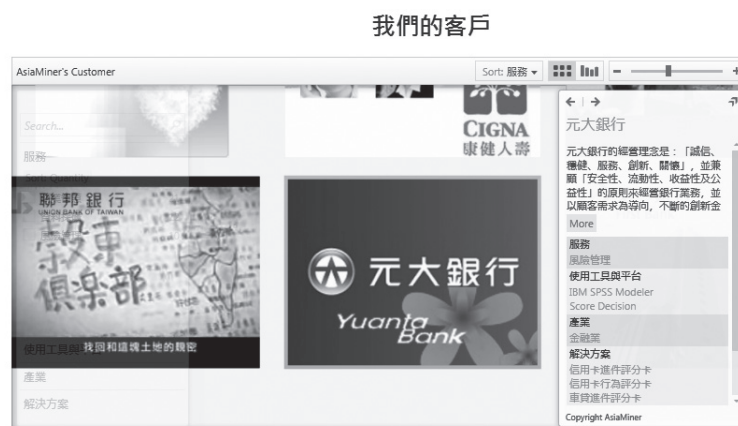 我們的客戶
AsiaMiner's Customer
Sort: 服務
Search...
服務
Sort: Quantity
使用工具與平台
產業
解決方案
CIGNA
康健人壽
聯邦銀行
UNION BANK OF TAIWAN
股東
俱楽部
我回和這塊土地的親密
元大銀行
Yuanta
Bank
元大銀行
元大銀行的經營理念是：「誠信、
穩健、服務、創新、關懷」，並兼
顧「安全性、流動性、收益性及公
益性」的原則來經營銀行業務，並
以顧客需求為導向，不斷的創新金
More
服務
風險管理
使用工具與平台
IBM SPSS Modeler
Score Decision
產業
金融業
解決方案
信用卡進件評分卡
信用卡行為評分卡
車貸進件評分卡
Copyright AsiaMiner